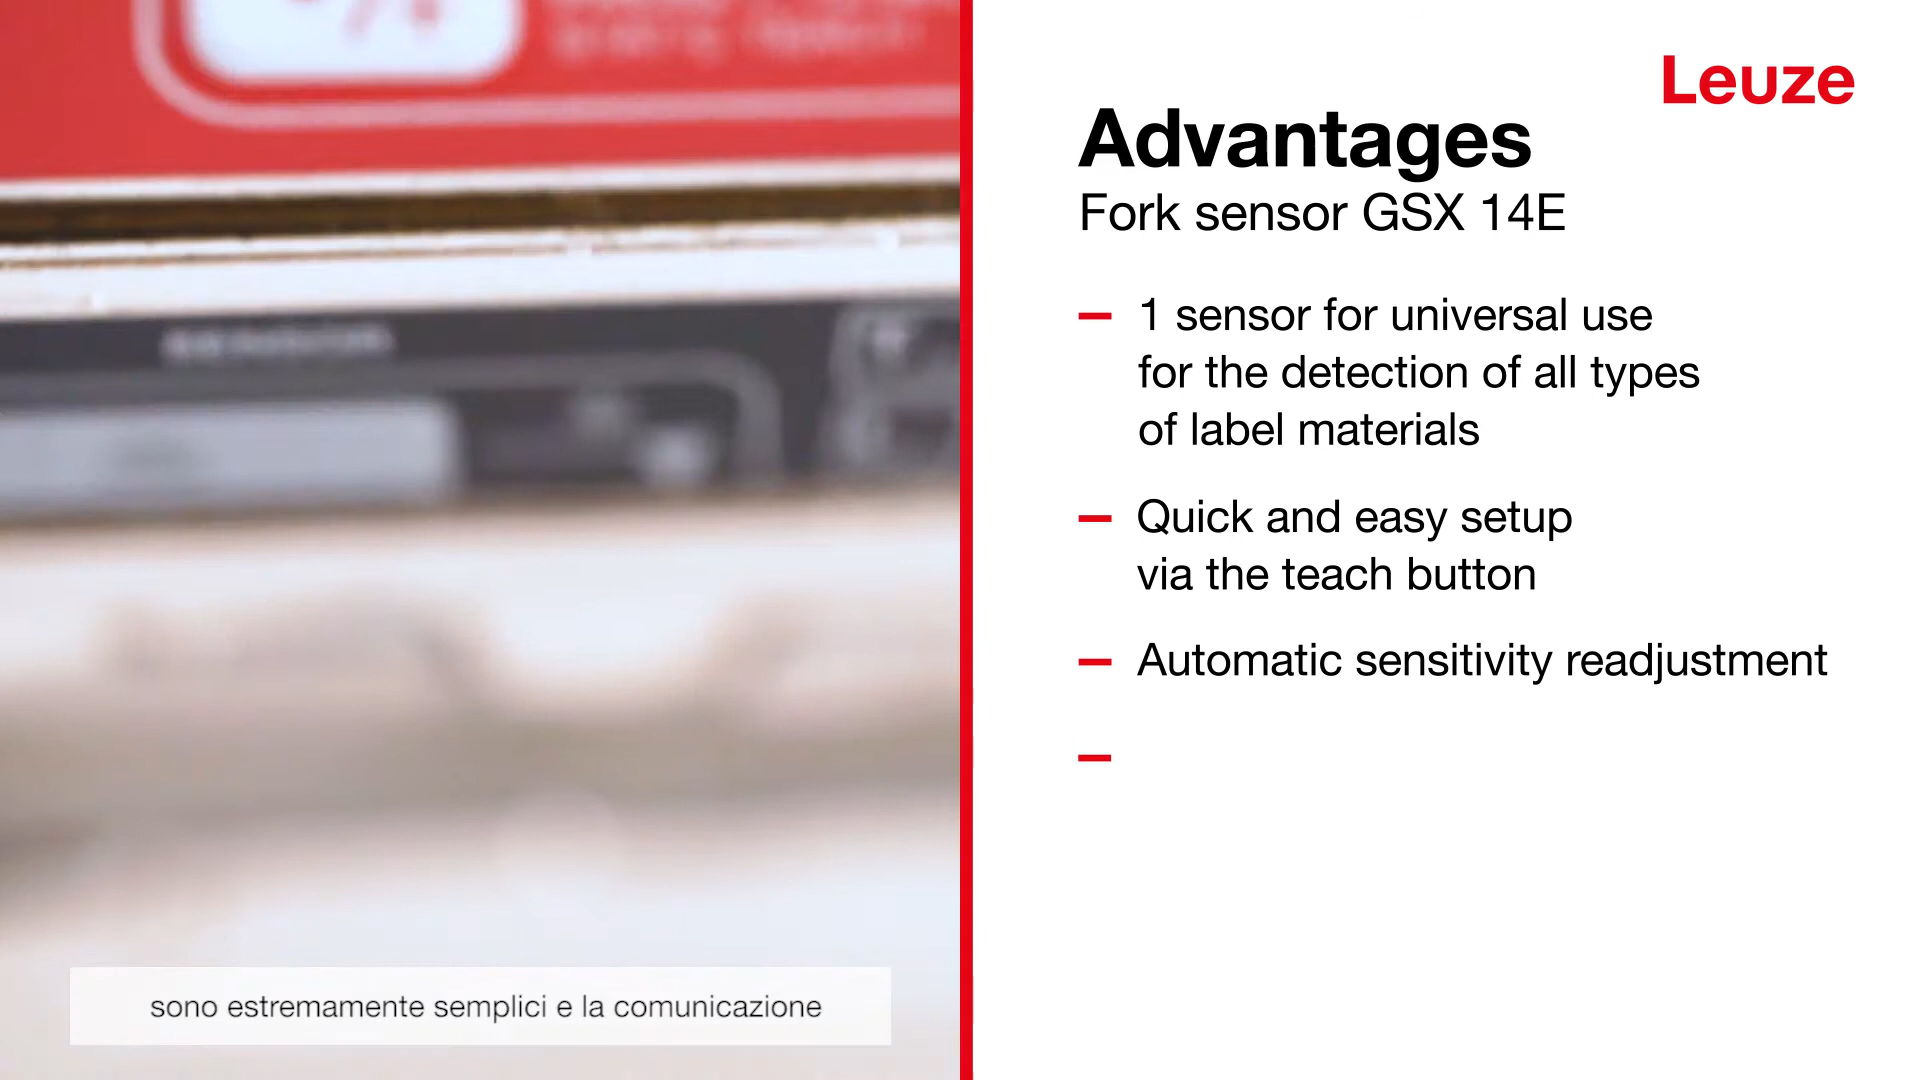 Leuze
Advantages
Fork sensor GSX 14E
1 sensor for universal use
for the detection of all types
of label materials
Quick and easy setup
via the teach button
Automatic sensitivity readjustment
sono estremamente semplici e la comunicazione